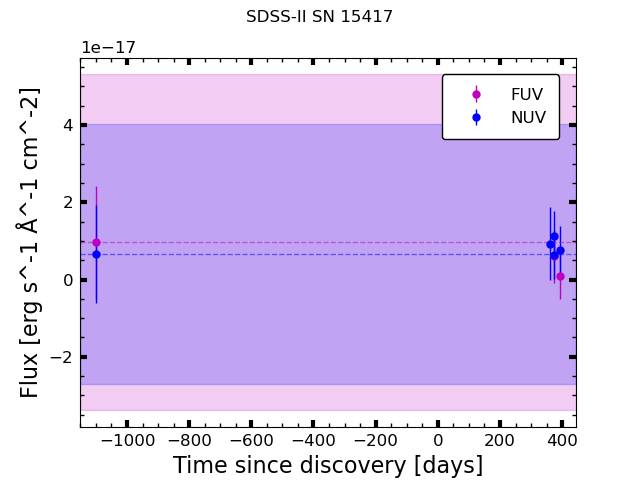 SDSS-II SN 15417
1e−17
FUV
NUV
4
2
0
−2
Flux [erg s^-1 Å^-1 cm^-2]
−1000 −800 −600 −400 −200 0 200 400
Time since discovery [days]